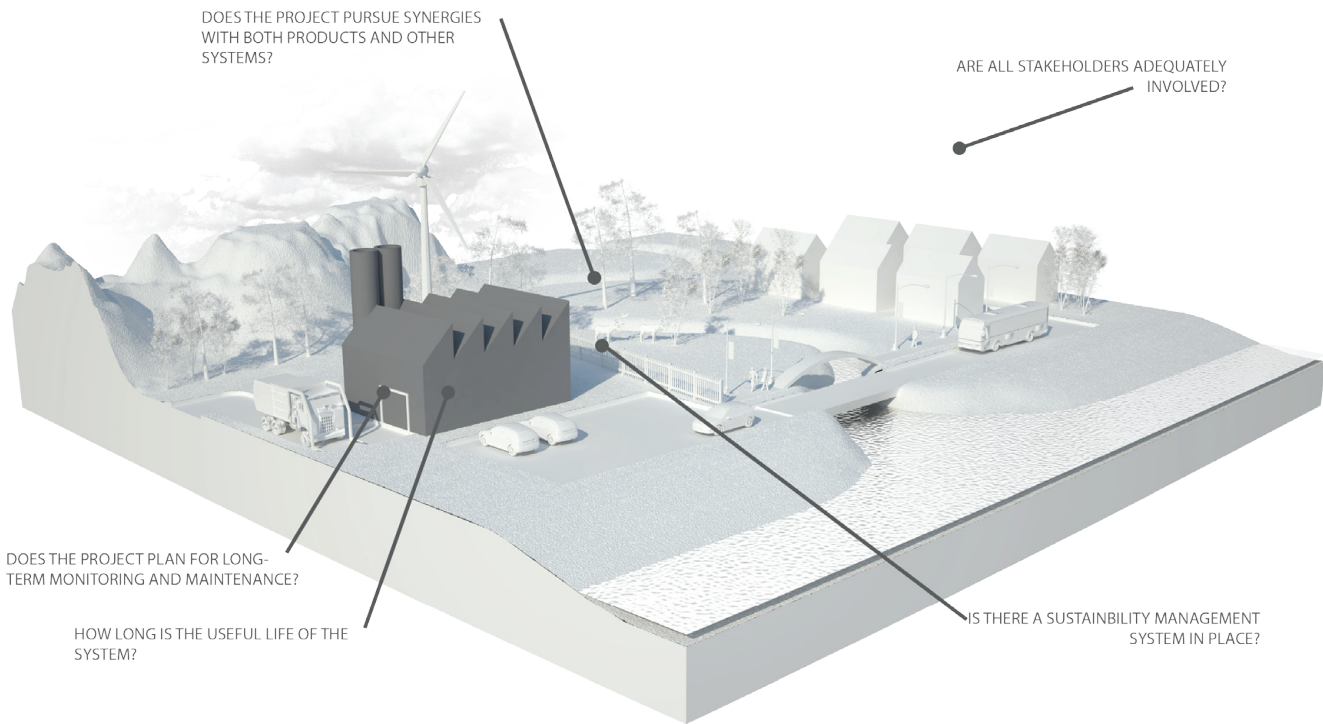 DOES THE PROJECT PURSUE SYNERGIES
WITH BOTH PRODUCTS AND OTHER
SYSTEMS?
ARE ALL STAKEHOLDERS ADEQUATELY
INVOLVED?
DOES THE PROJECT PLAN FOR LONG-
TERM MONITORING AND MAINTENANCE?
HOW LONG IS THE USEFUL LIFE OF THE
SYSTEM?
IS THERE A SUSTAINBILITY MANAGEMENT
SYSTEM IN PLACE?